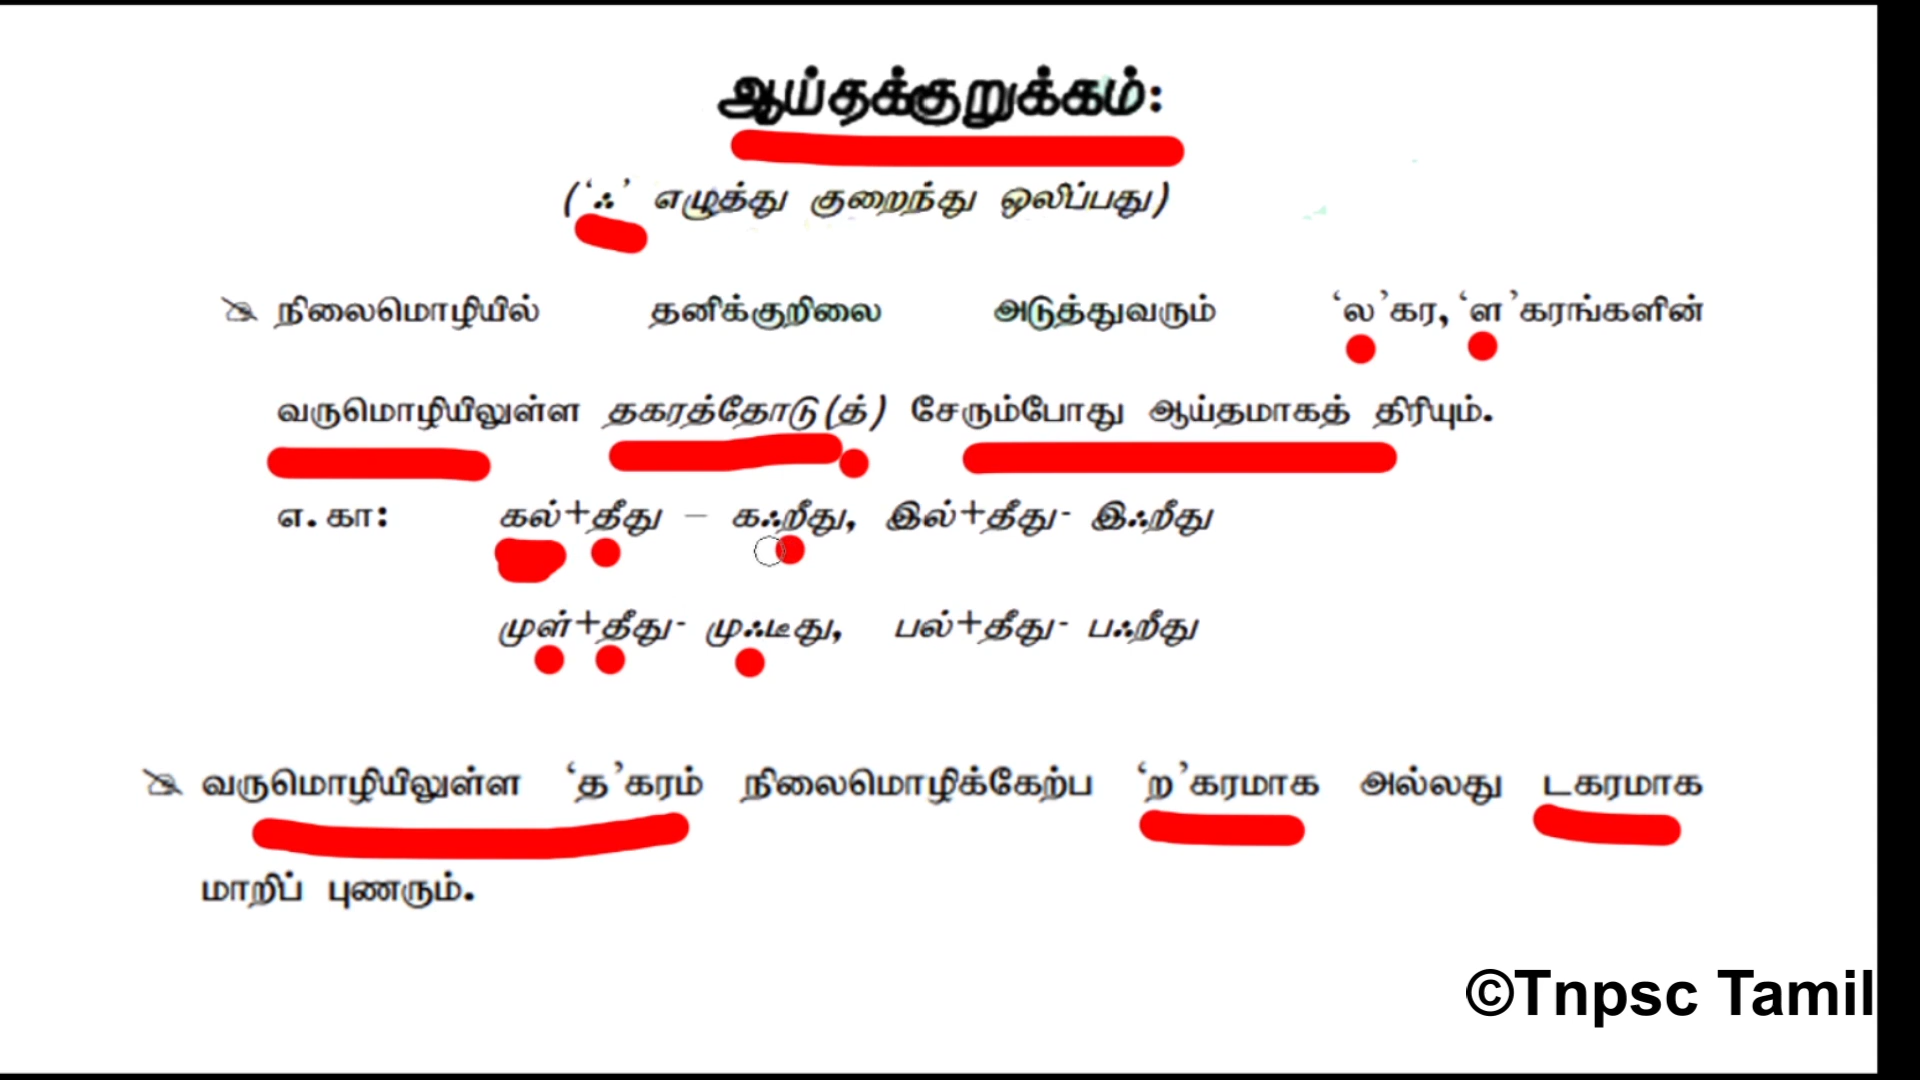 ஆய்தக்குறுக்கம்:
(‘ஃ’ எழுத்து குறைந்து ஒலிப்பது)
நிலைமொழியில் தனிக்குறிலை அடுத்துவரும் ‘ல’கர, ‘ள’கரங்களின்
வருமொழியிலுள்ள தகரத்தோடு(த்) சேரும்போது ஆய்தமாகத் திரியும்.
எ.கா: கல்+தீது – கஃறீது, இல்+தீது- இஃறீது
முள்+தீது- முஃடீது, பல்+தீது- பஃறீது
வருமொழியிலுள்ள ‘த’கரம் நிலைமொழிக்கேற்ப ‘ற’கரமாக அல்லது டகரமாக
மாறிப் புணரும்.
©Tnpsc Tamil